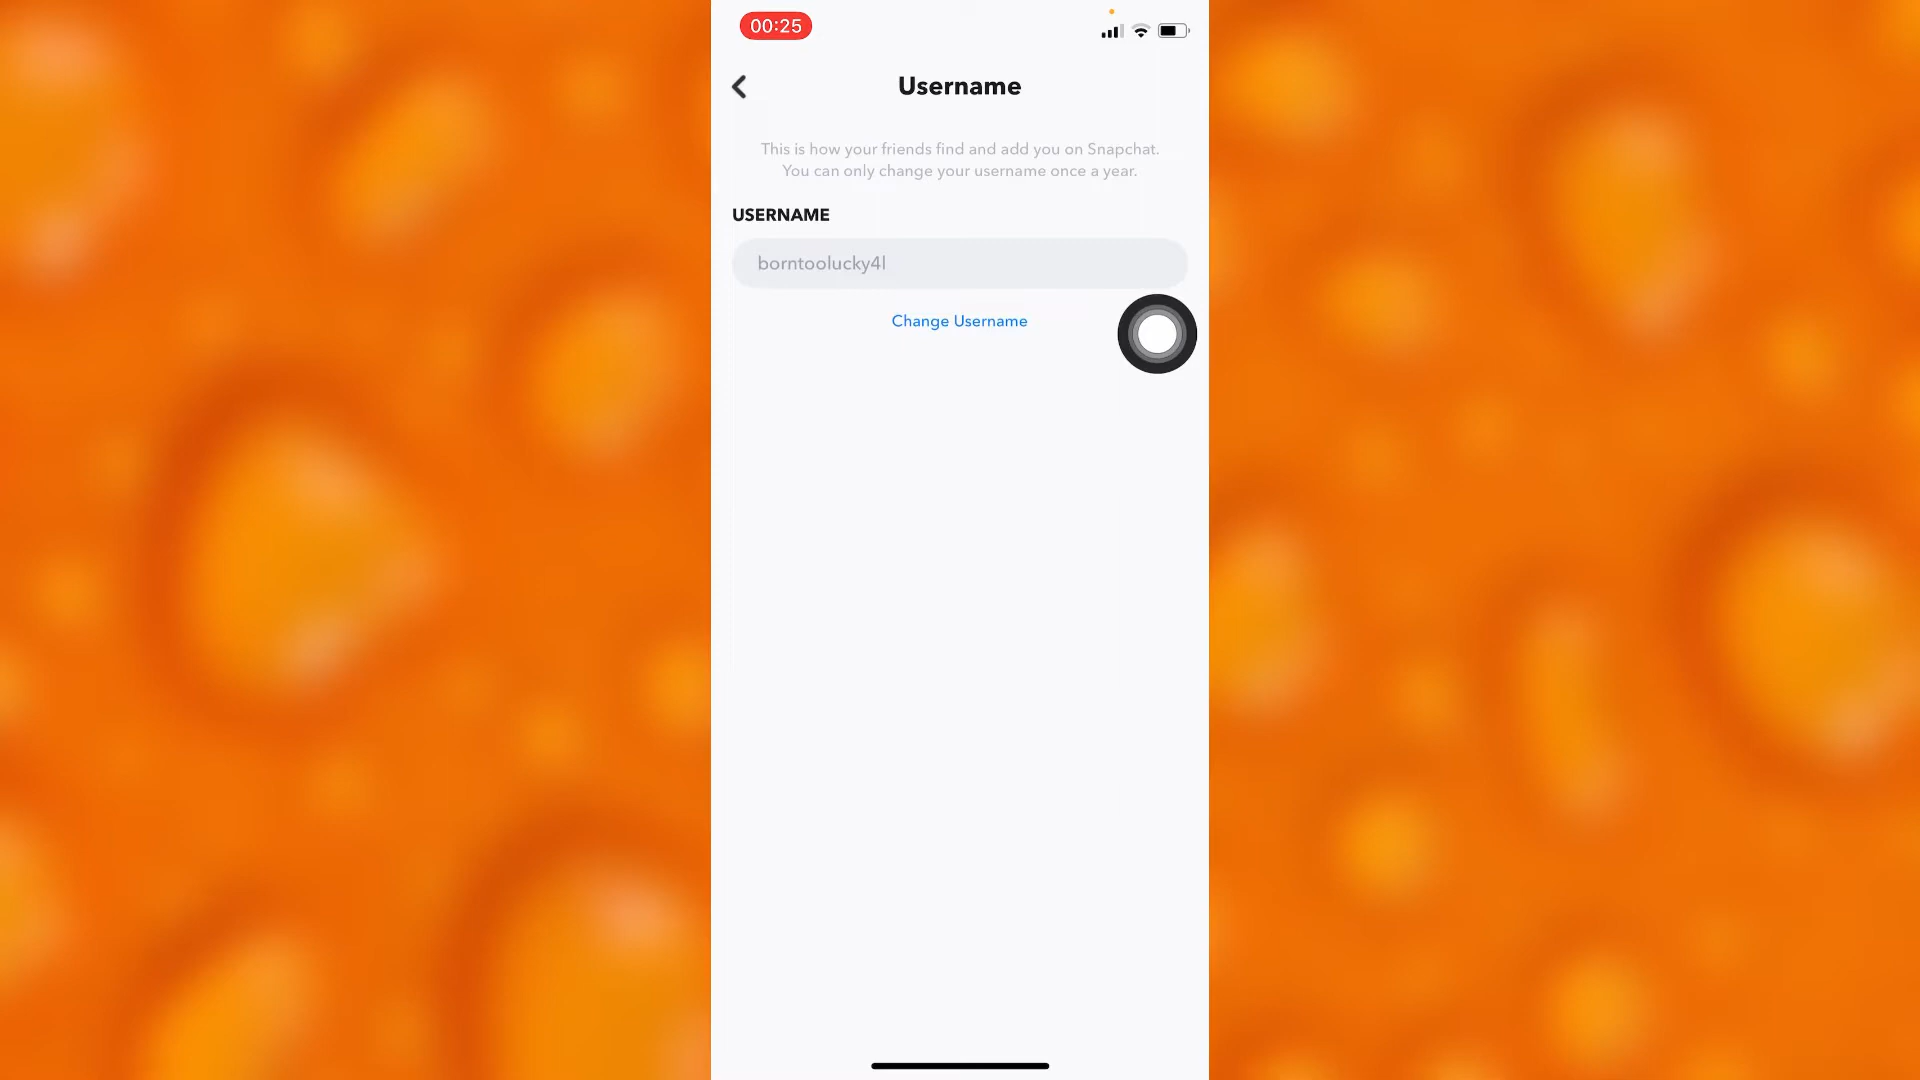 00:25
Username
This is how your friends find and add you on Snapchat.
You can only change your username once a year.
USERNAME
borntoolucky4l
Change Username